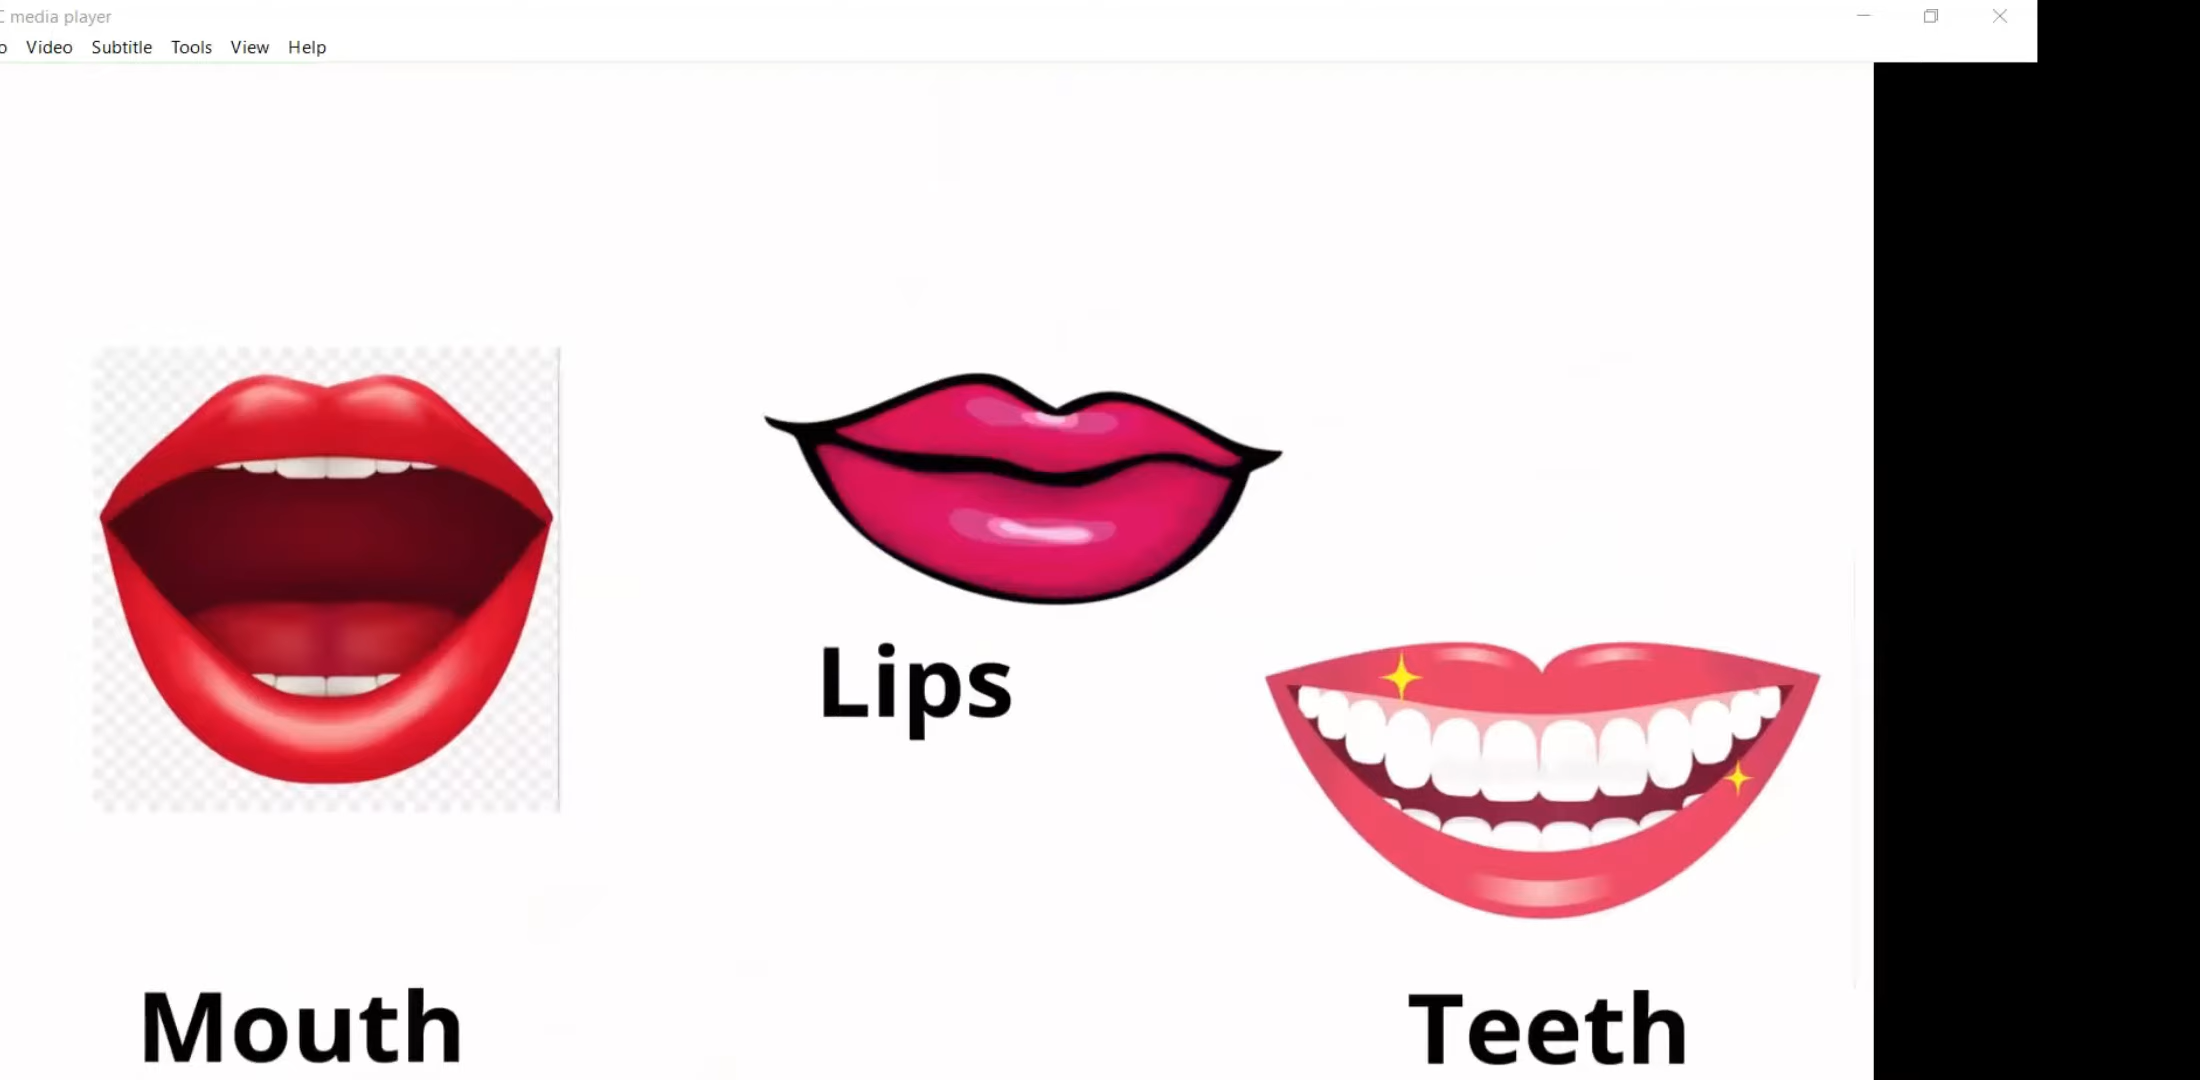 C media player
o Video Subtitle Tools View Help
Lips
Mouth
Teeth